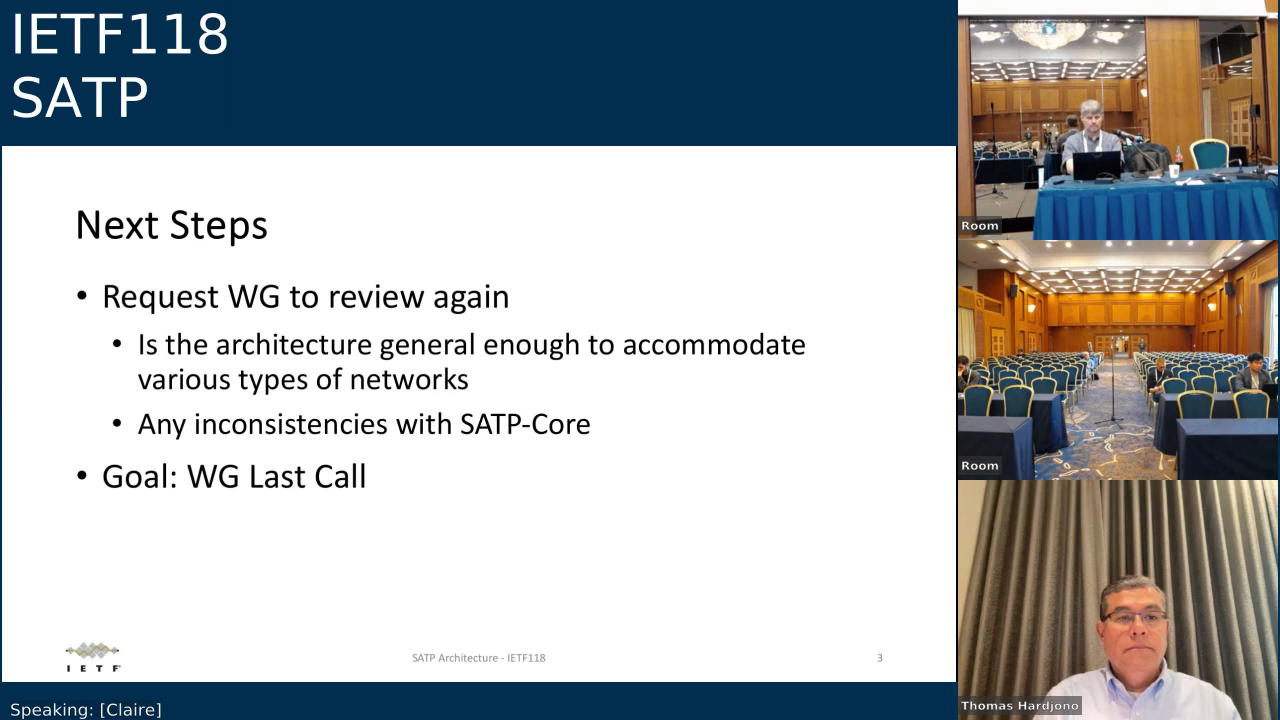 IETF118
SATP
Next Steps
• Request WG to review again
• Is the architecture general enough to accommodate
various types of networks
• Any inconsistencies with SATP-Core
• Goal: WG Last Call
I E T F
SATP Architecture - IETF118
3
Speaking: [Claire]
Room
Room
Thomas Hardjono